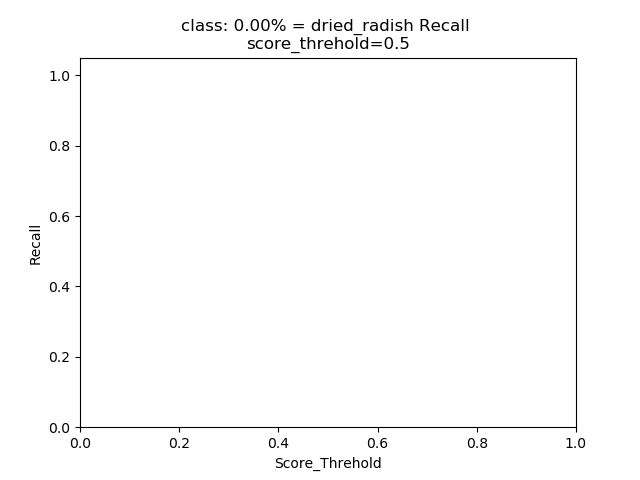 class: 0.00% = dried_radish Recall
score_threhold=0.5
1.0
0.8
0.6
0.4
0.2
0.0
Recall
0.0 0.2 0.4 0.6 0.8 1.0
Score_Threhold